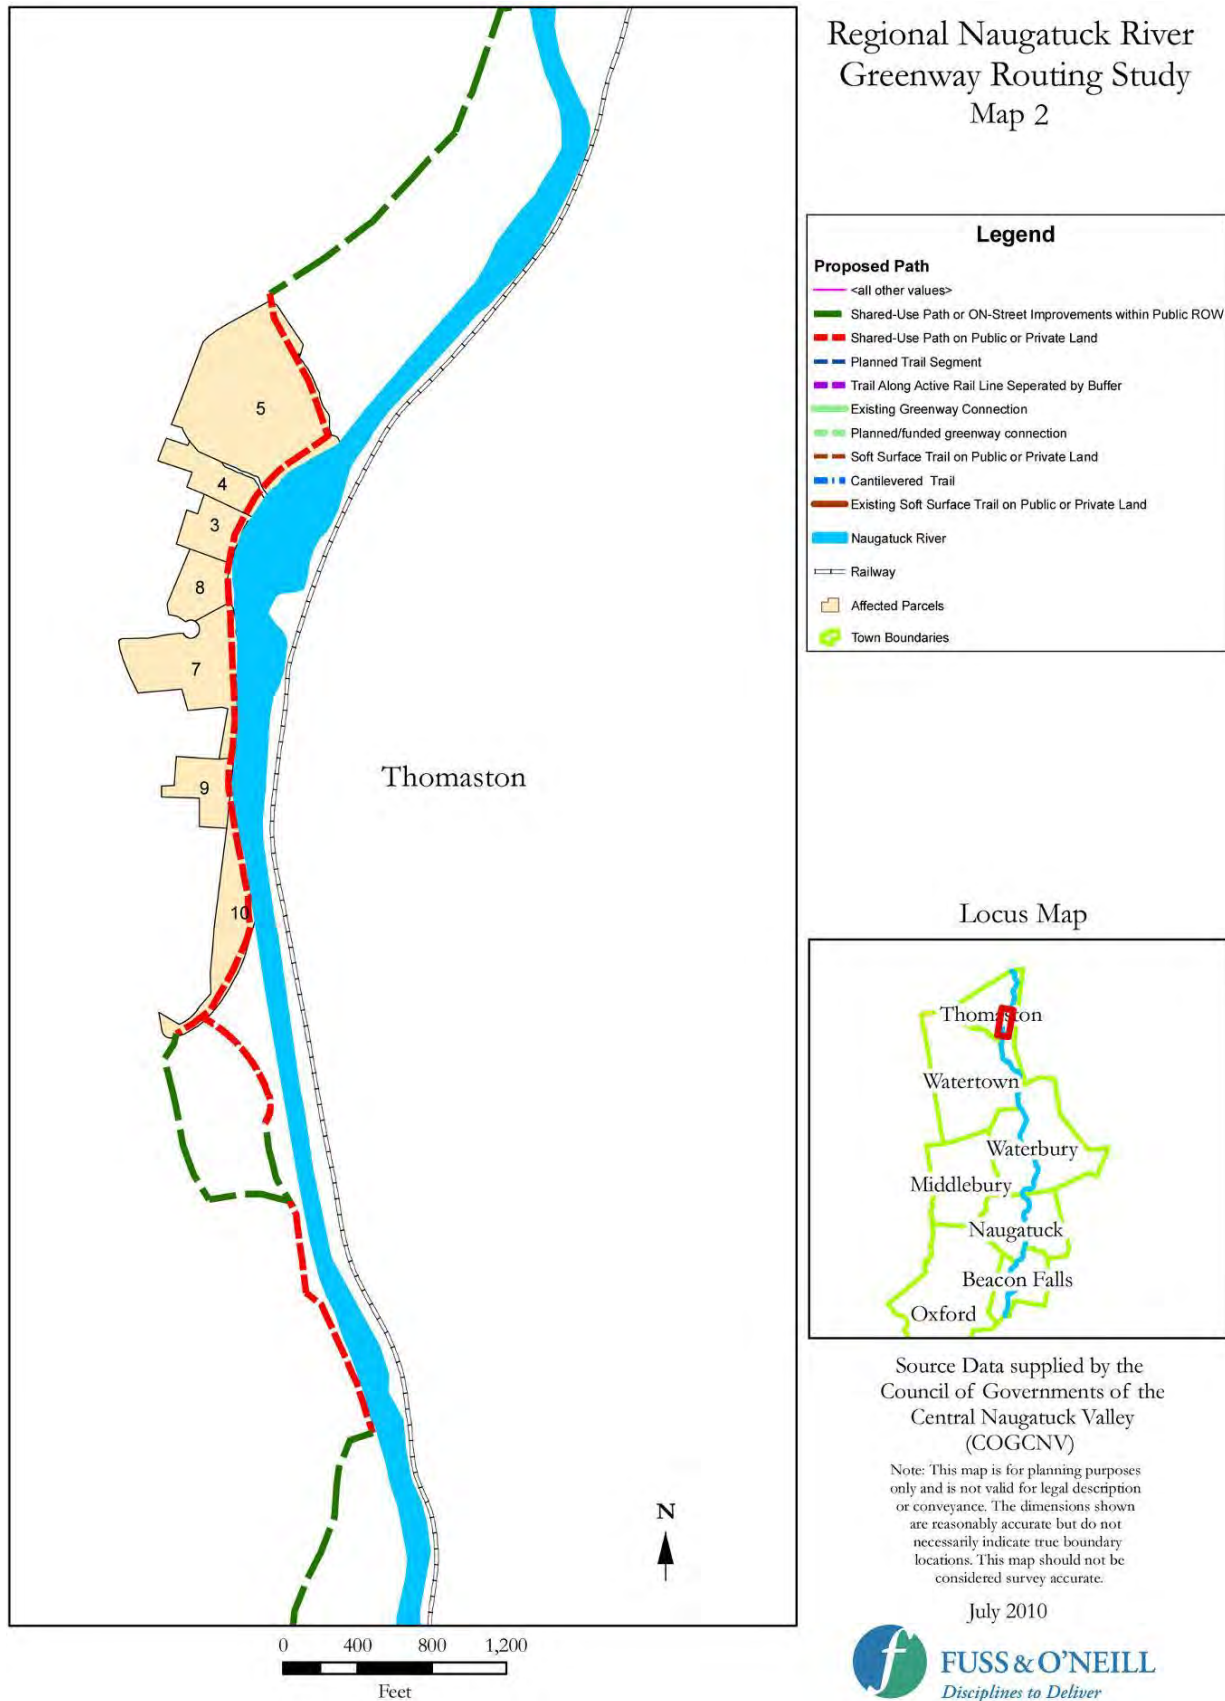 Regional Naugatuck River
Greenway Routing Study
Map 2
Legend
Proposed Path
<all other values>
Shared-Use Path or ON-Street Improvements within Public ROW
Shared-Use Path on Public or Private Land
Planned Trail Segment
Trail Along Active Rail Line Seperated by Buffer
Existing Greenway Connection
Planned/funded greenway connection
Soft Surface Trail on Public or Private Land
Cantilevered Trail
Existing Soft Surface Trail on Public or Private Land
Naugatuck River
Railway
Affected Parcels
Town Boundaries
5
4
3
8
7
9
10
Thomaston
N
0 400 800 1,200
Feet
Locus Map
Thomaston
Watertown
Waterbury
Middlebury
Naugatuck
Beacon Falls
Oxford
Source Data supplied by the
Council of Governments of the
Central Naugatuck Valley
(COGCNV)
Note: This map is for planning purposes
only and is not valid for legal description
or conveyance. The dimensions shown
are reasonably accurate but do not
necessarily indicate true boundary
locations. This map should not be
considered survey accurate.
July 2010
f
FUSS & O'NEILL
Disciplines to Deliver